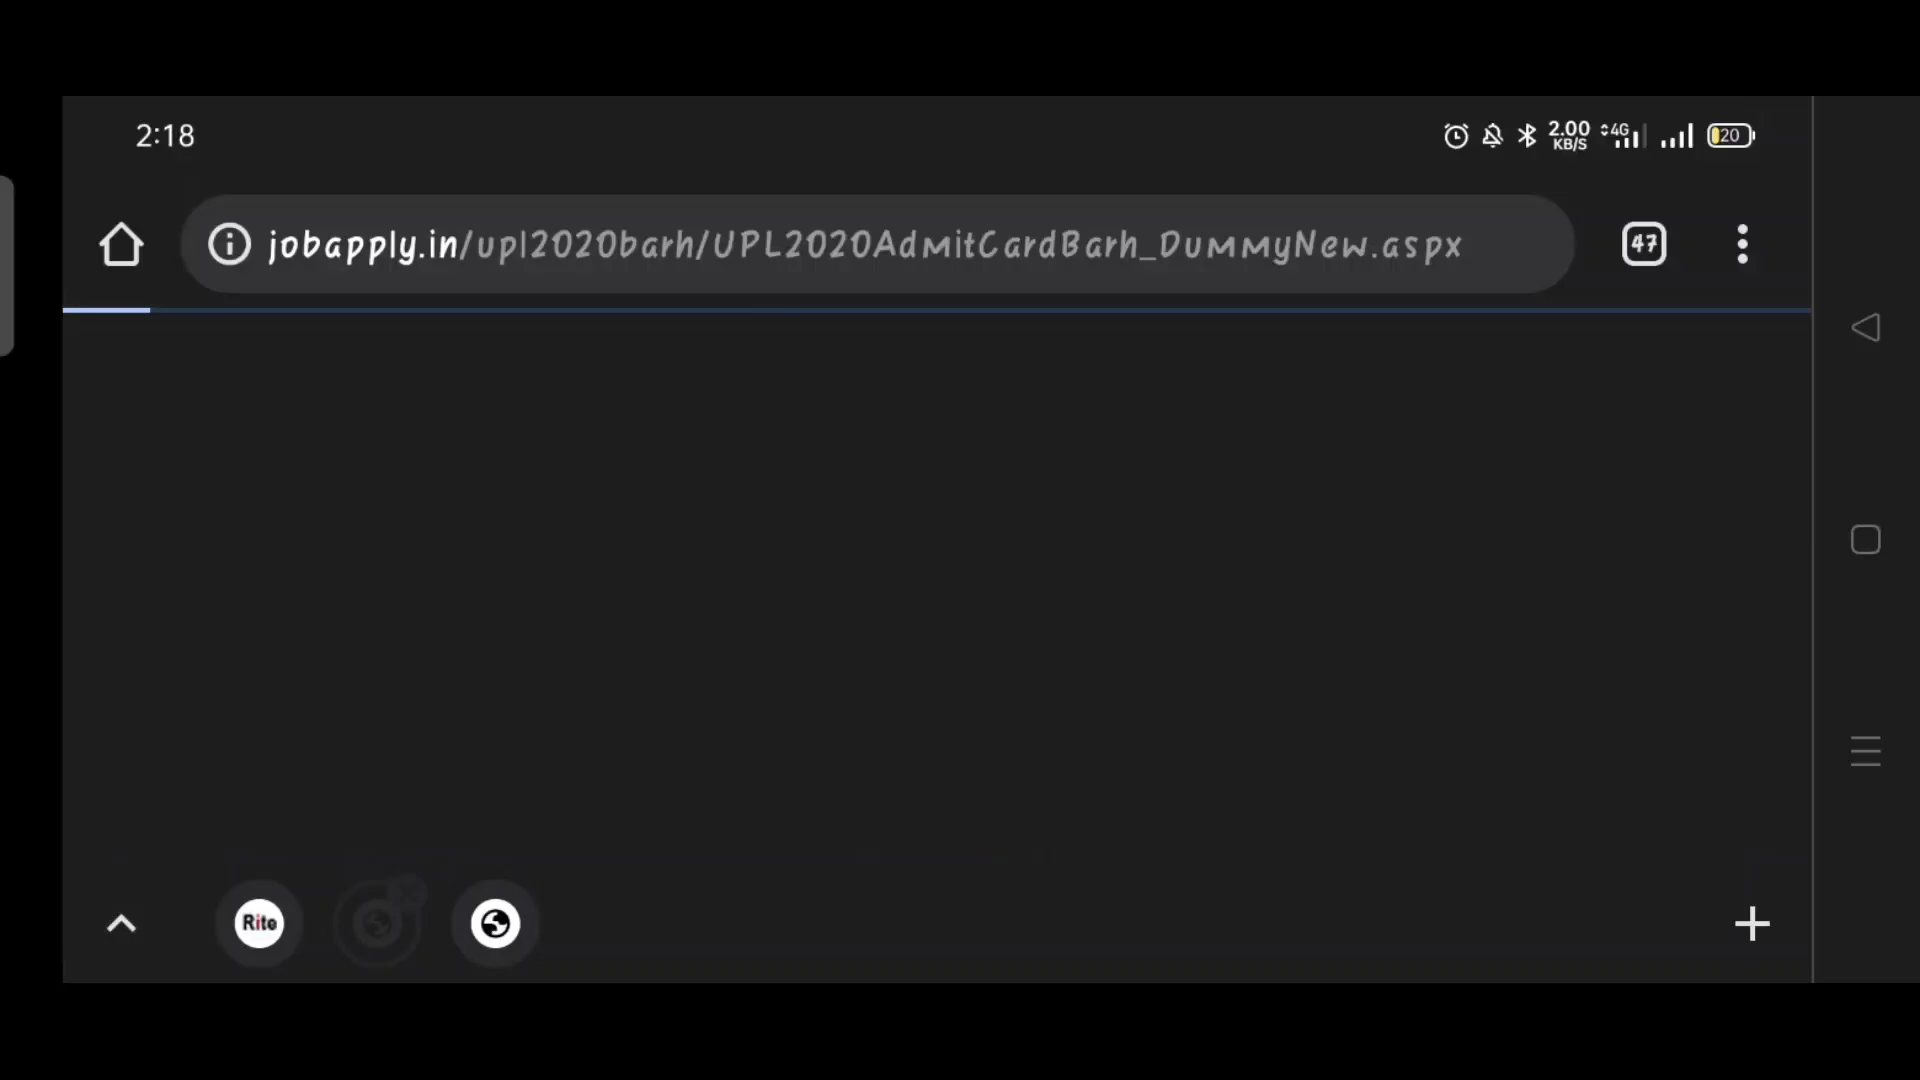 2:18
2.00
KB/S
4G
20
jobapply.in/upl2020barh/UPL2020AdmitCardBarh_DummyNew.aspx
47
Rite